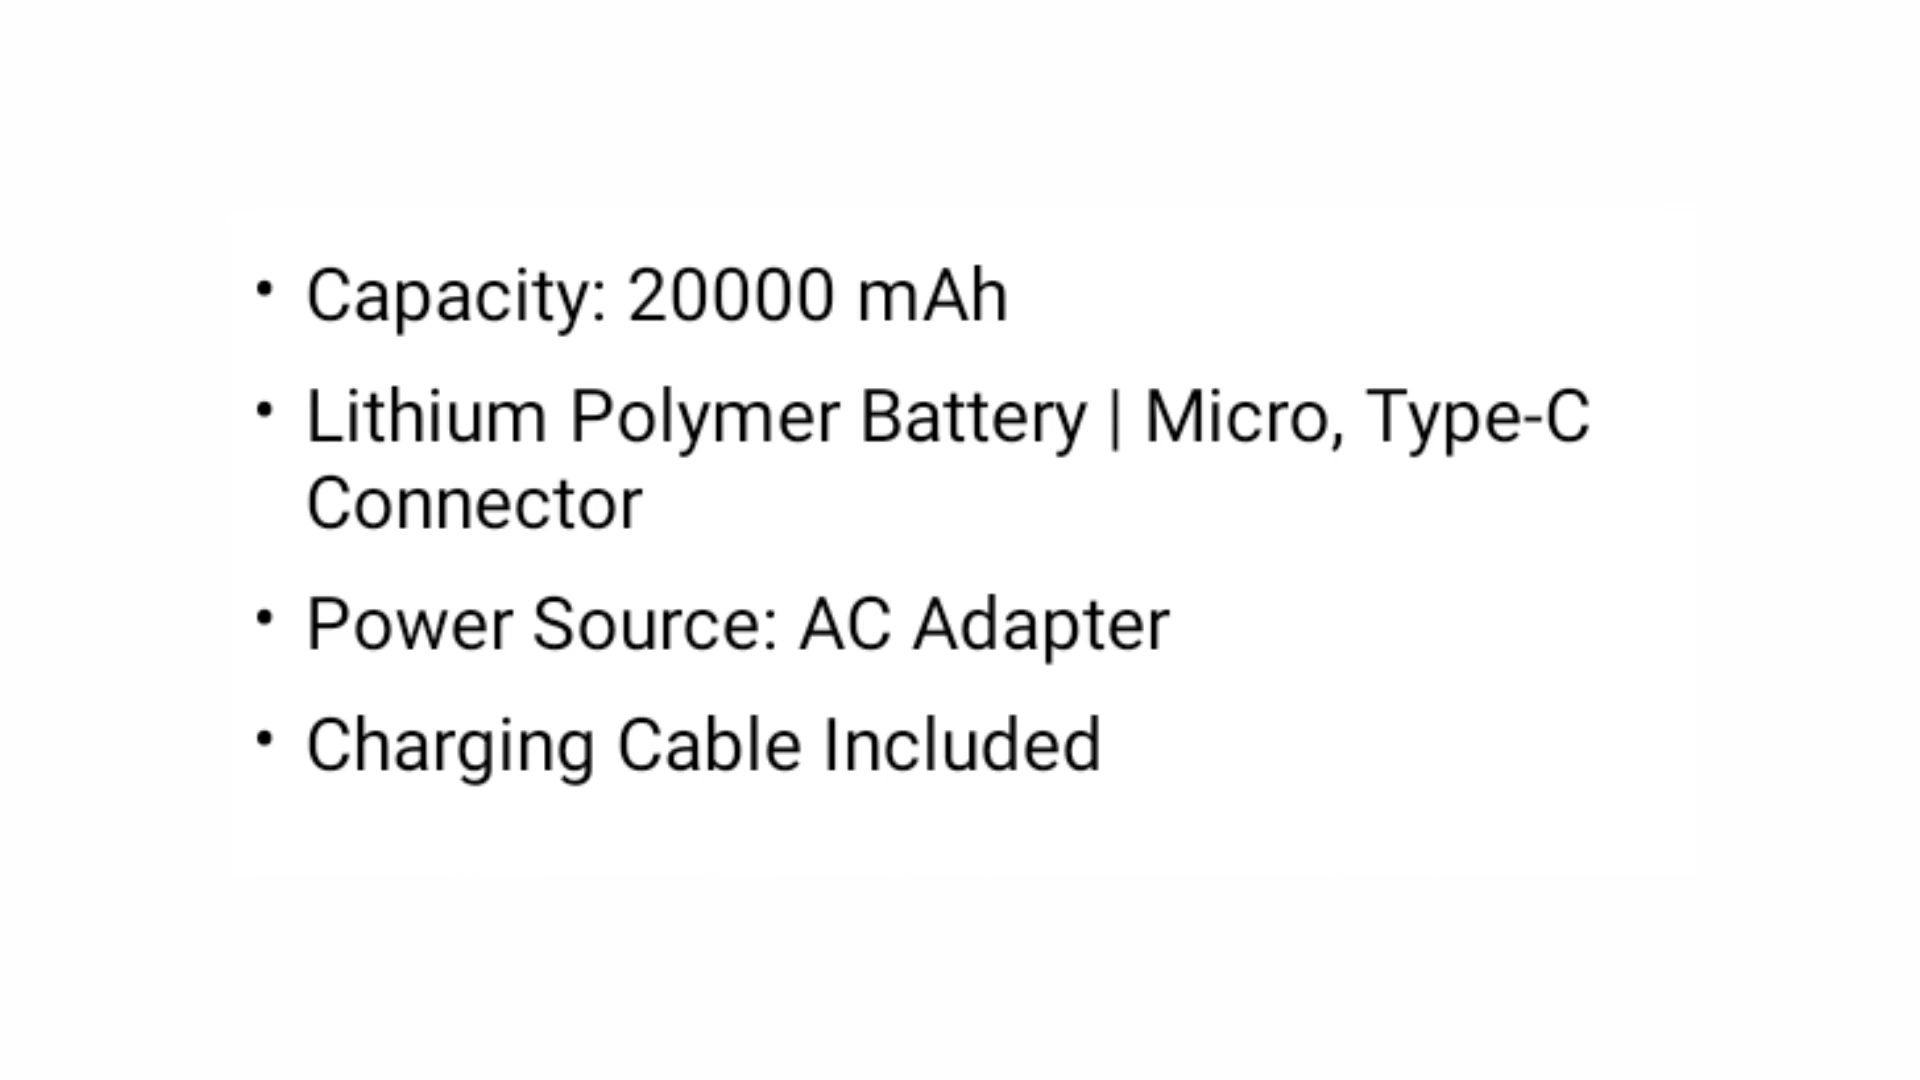 • Capacity: 20000 mAh
• Lithium Polymer Battery | Micro, Type-C
Connector
• Power Source: AC Adapter
• Charging Cable Included